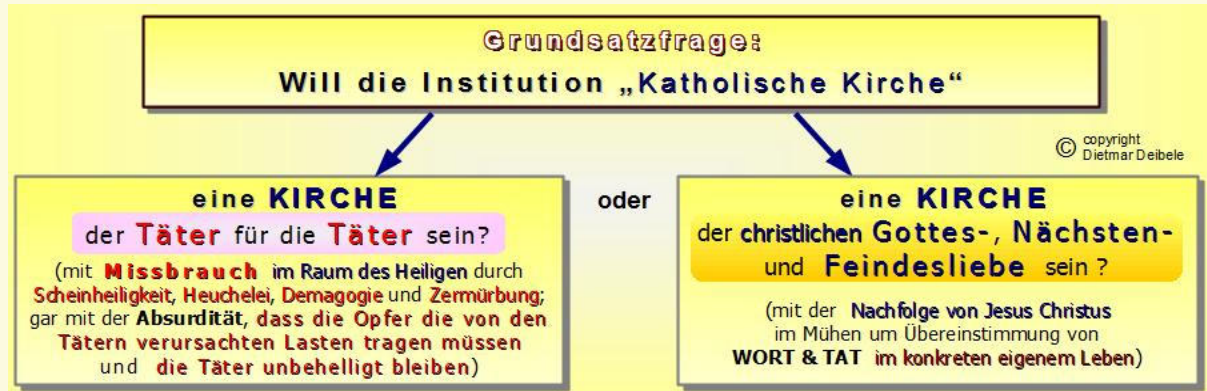 Grundsatzfrage:
Will die Institution „Katholische Kirche“
© copyright
Dietmar Deibele
eine KIRCHE
der Täter für die Täter sein?
(mit Missbrauch im Raum des Heiligen durch
Scheinheiligkeit, Heuchelei, Demagogie und Zermürbung;
gar mit der Absurdität, dass die Opfer die von den
Tätern verursachten Lasten tragen müssen
und die Täter unbehelligt bleiben)
oder
eine KIRCHE
der christlichen Gottes-, Nächsten-
und Feindesliebe sein ?
(mit der Nachfolge von Jesus Christus
im Mühen um Übereinstimmung von
WORT & TAT im konkreten eigenem Leben)